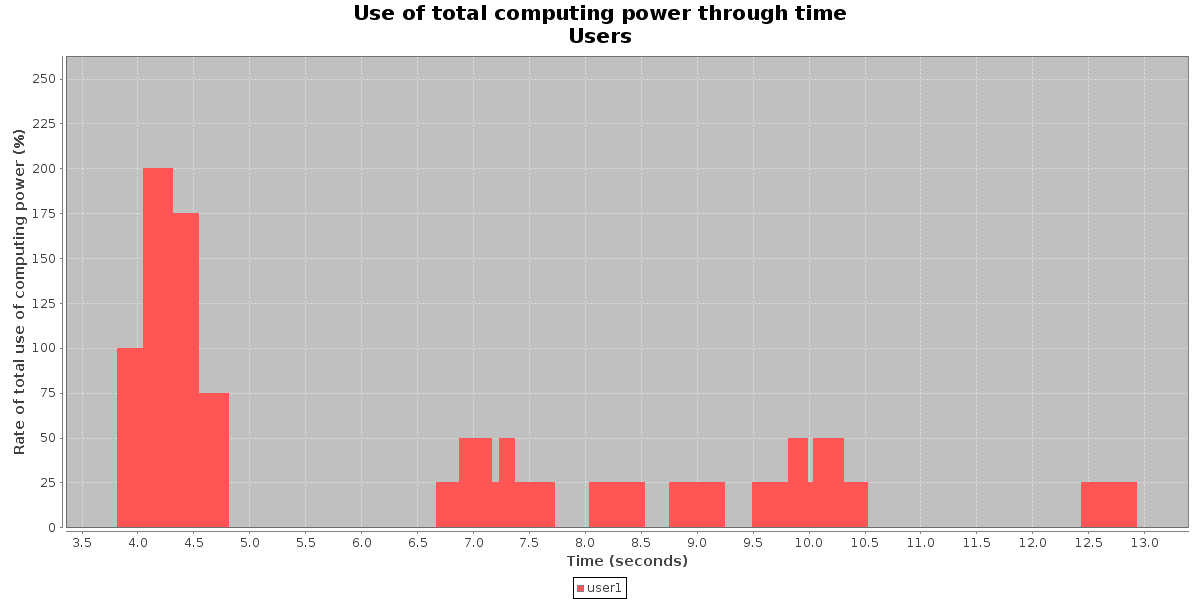 Use of total computing power through time
Users
Rate of total use of computing power (%)
250
225
200
175
150
125
100
75
50
25
0
3.5 4.0 4.5 5.0 5.5 6.0 6.5 7.0 7.5 8.0 8.5 9.0 9.5 10.0 10.5 11.0 11.5 12.0 12.5 13.0
Time (seconds)
user1